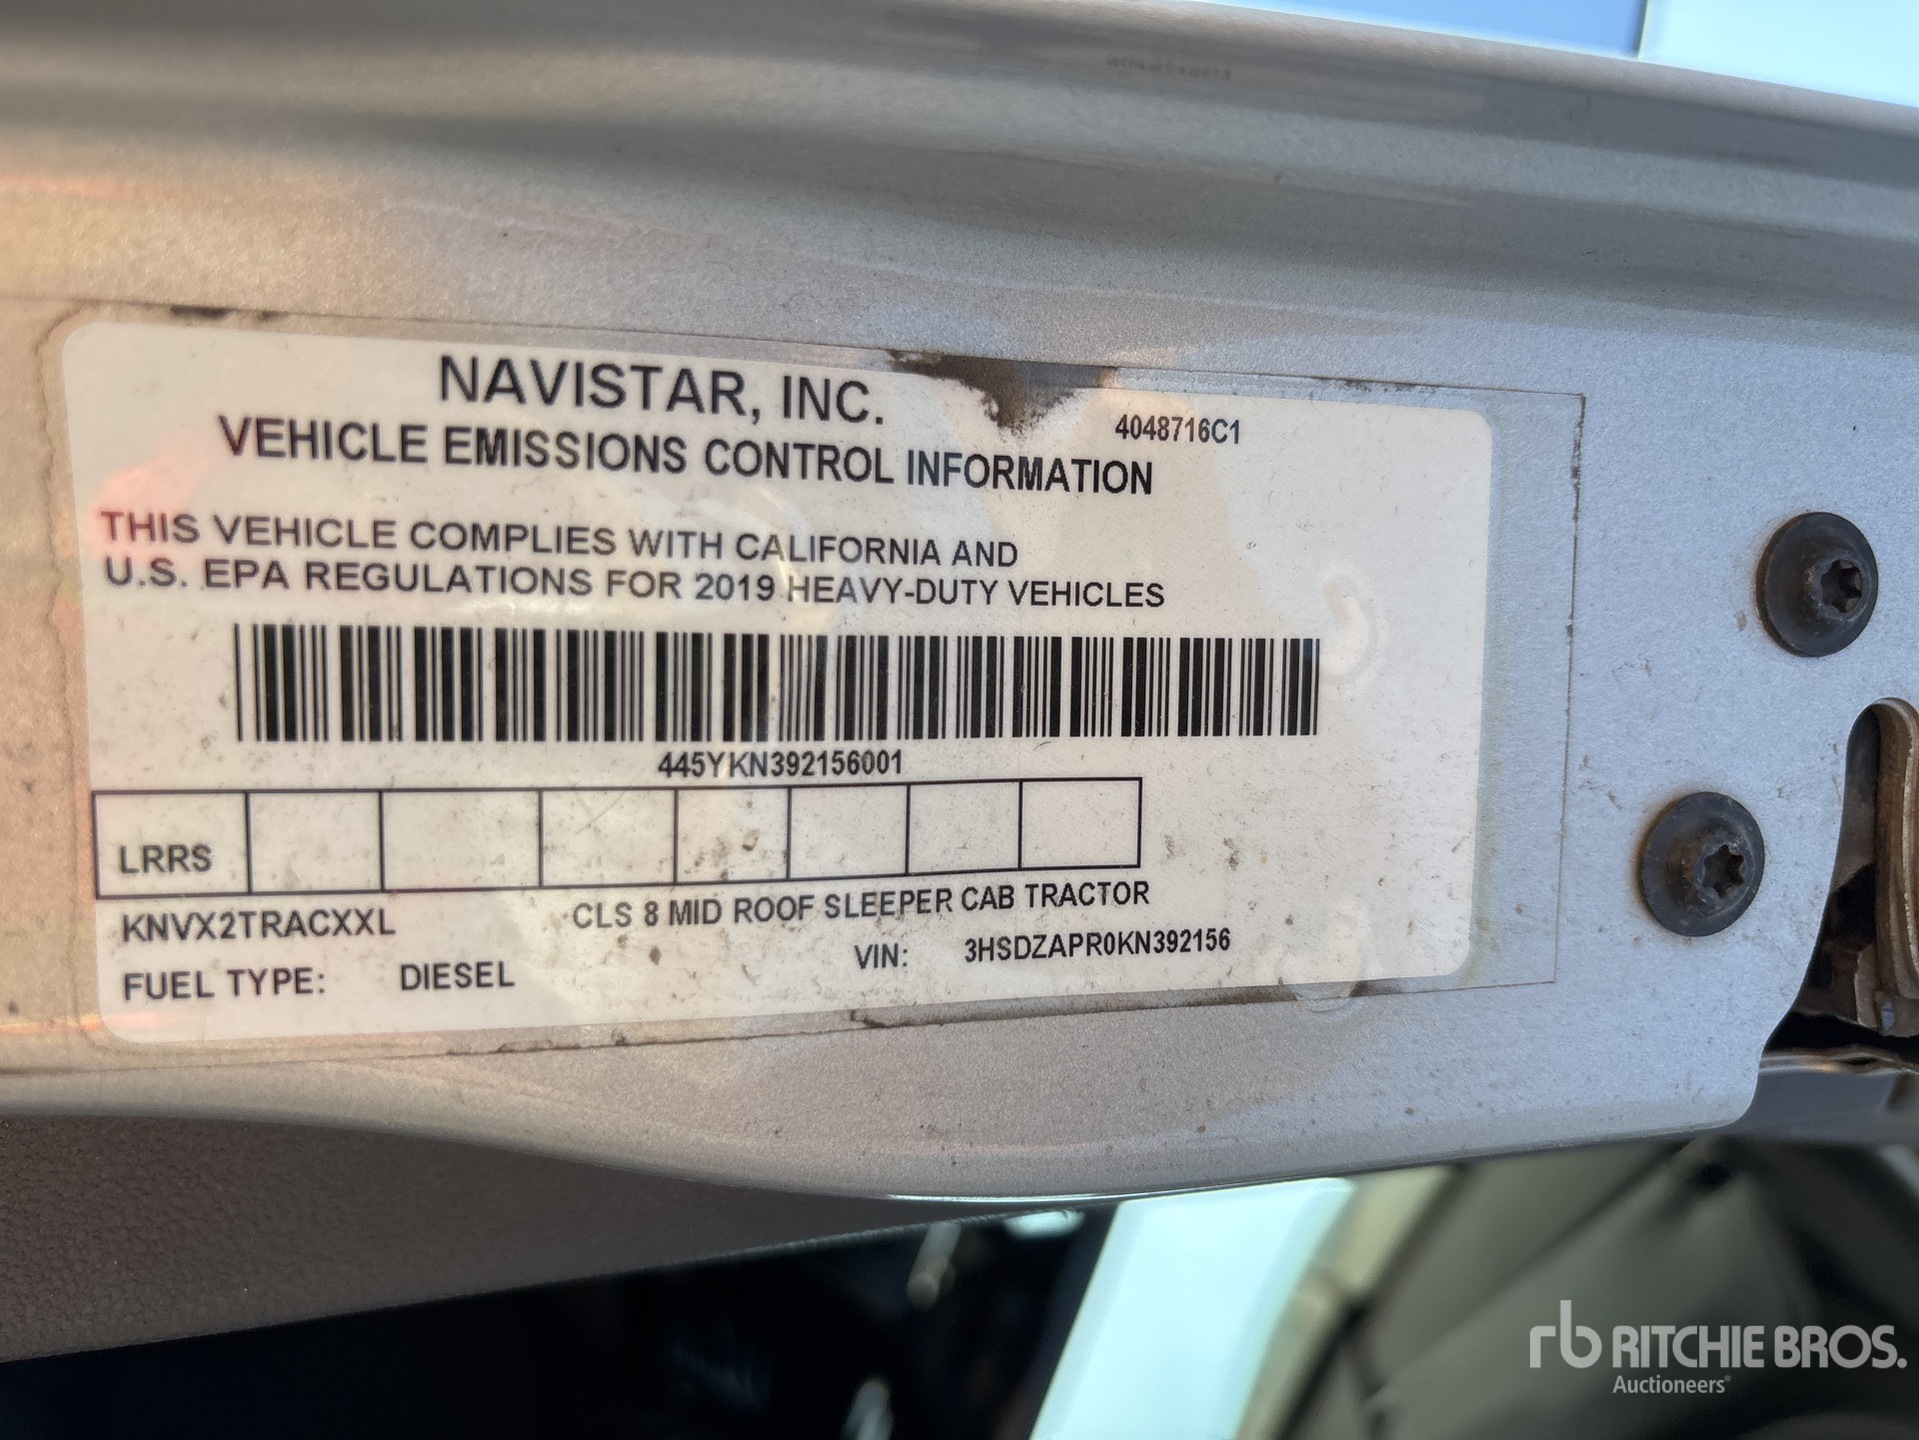 NAVISTAR, INC.
4048716C1
VEHICLE EMISSIONS CONTROL INFORMATION
THIS VEHICLE COMPLIES WITH CALIFORNIA AND
U.S. EPA REGULATIONS FOR 2019 HEAVY-DUTY VEHICLES
445YKN392156001
LRRS
KNVX2TRACXXL CLS 8 MID ROOF SLEEPER CAB TRACTOR
FUEL TYPE: DIESEL VIN: 3HSDZAPR0KN392156
rb RITCHIE BROS.
Auctioneers